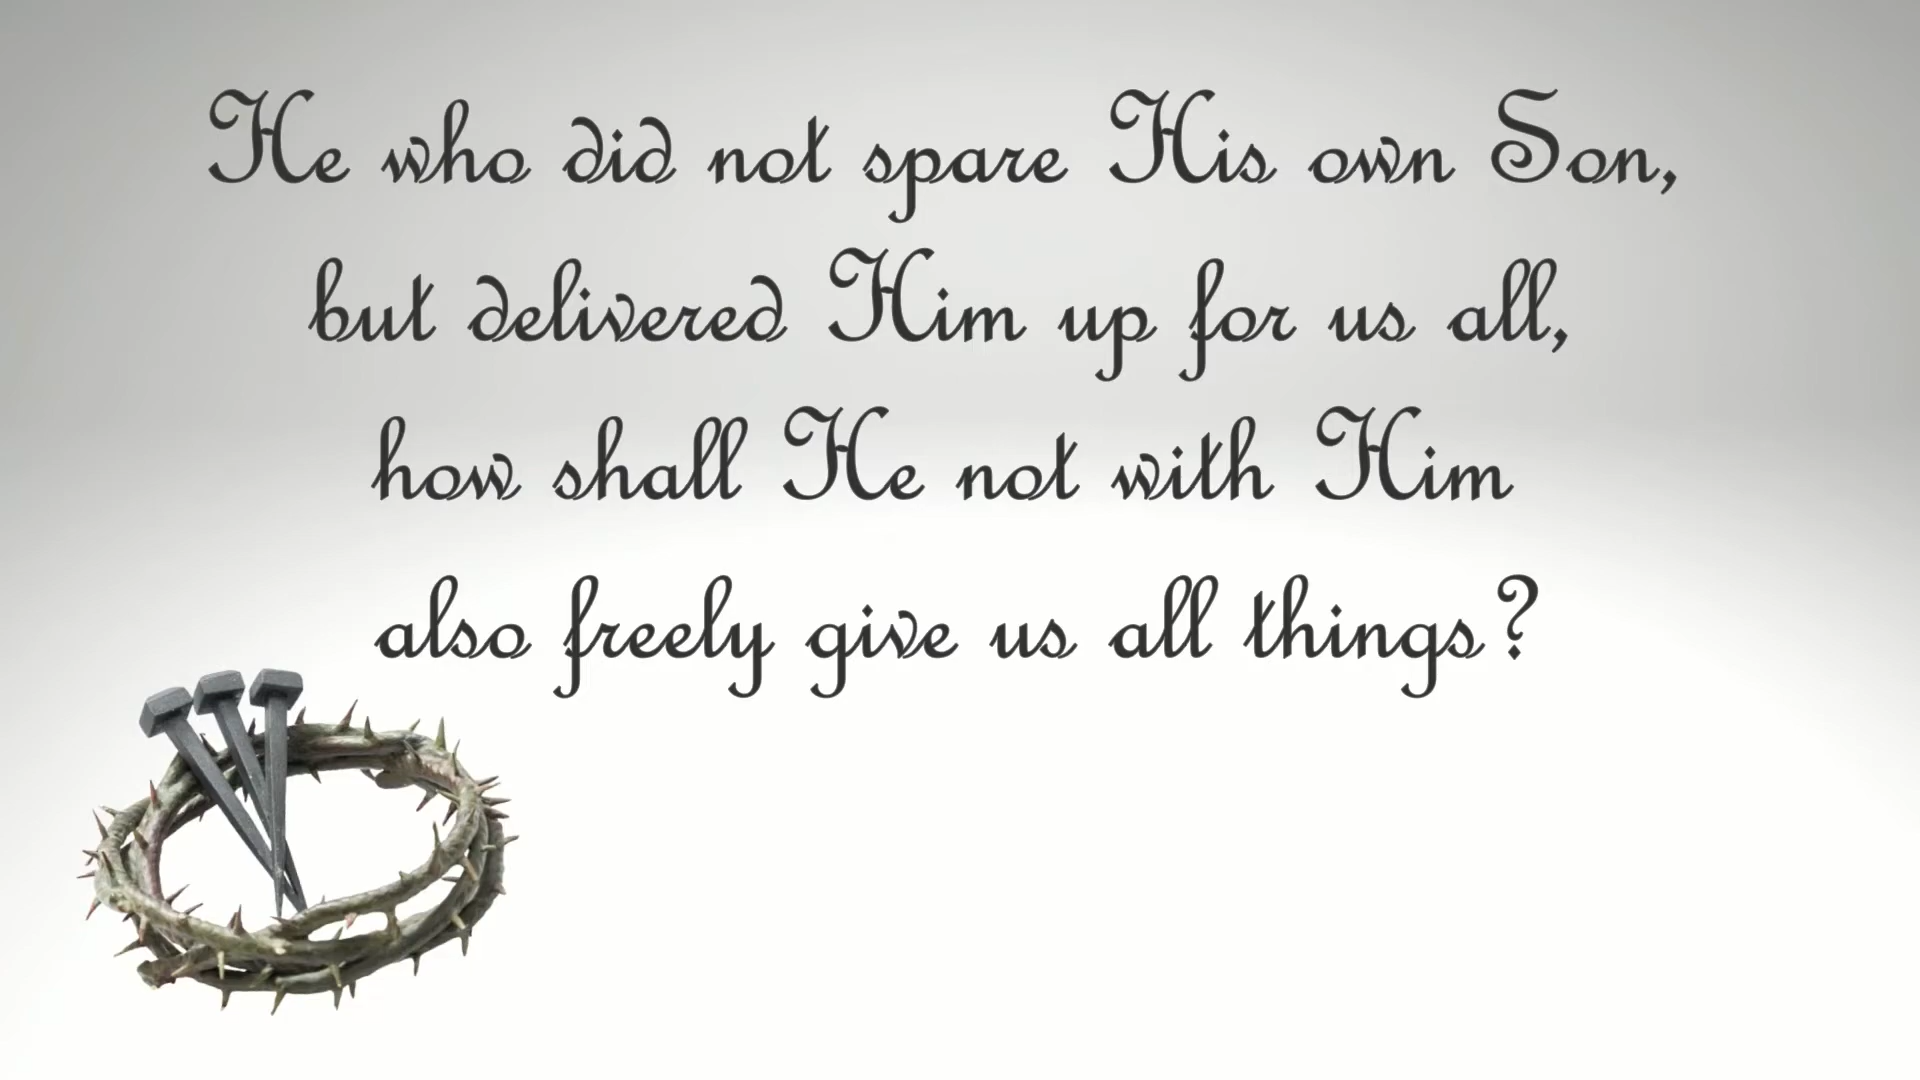 He who did not spare His own Son,
but delivered Him up for us all,
how shall He not with Him
also freely give us all things?